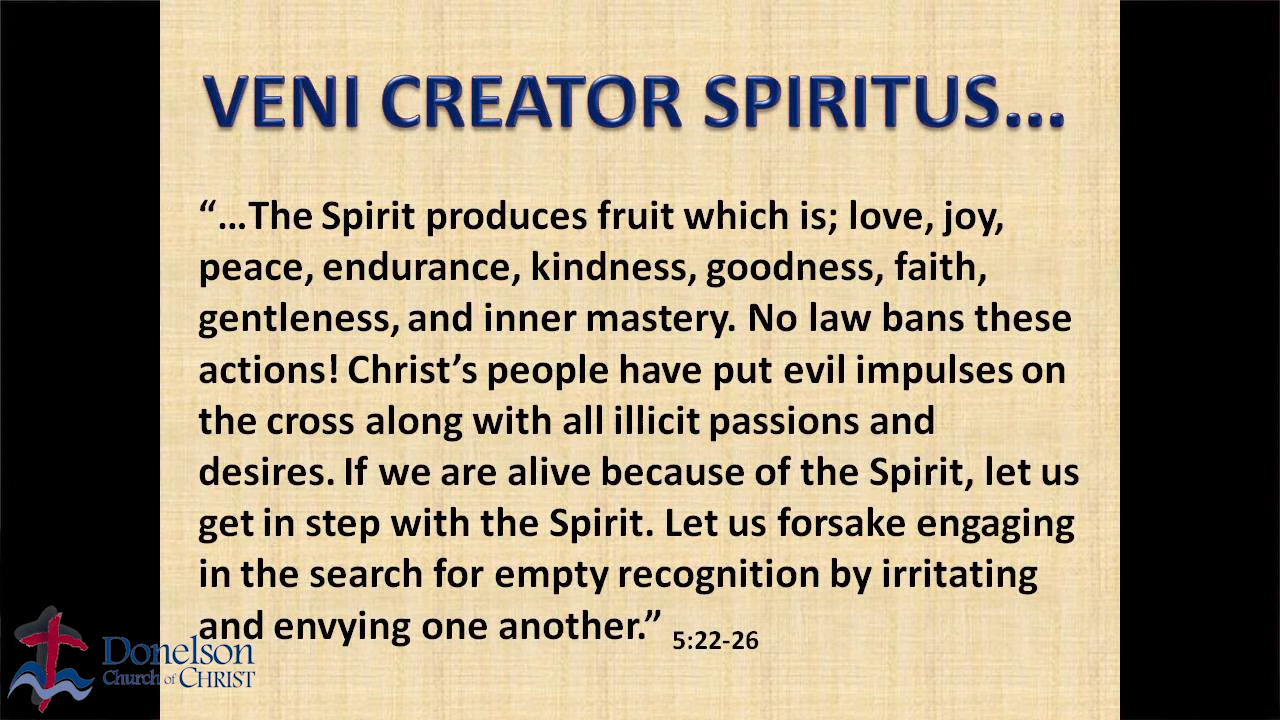 VENI CREATOR SPIRITUS...
“…The Spirit produces fruit which is; love, joy,
peace, endurance, kindness, goodness, faith,
gentleness, and inner mastery. No law bans these
actions! Christ’s people have put evil impulses on
the cross along with all illicit passions and
desires. If we are alive because of the Spirit, let us
get in step with the Spirit. Let us forsake engaging
in the search for empty recognition by irritating
and envying one another.” 5:22-26
Donelson
Church of CHRIST